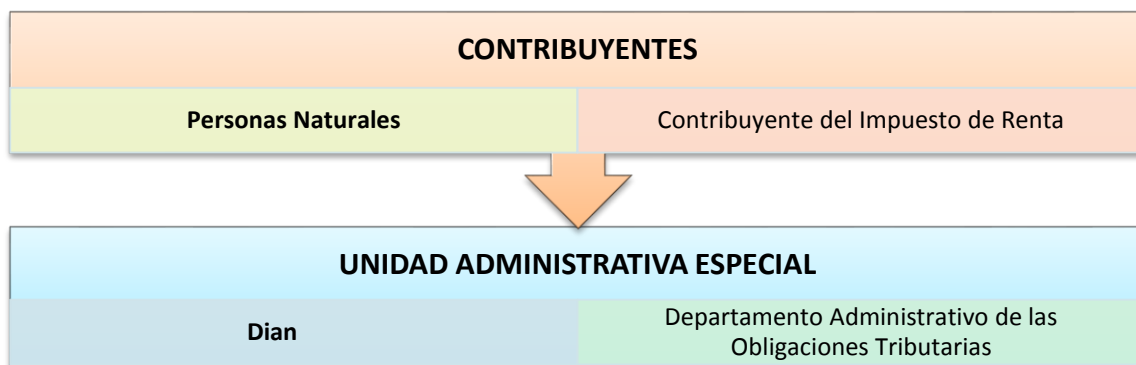 CONTRIBUYENTES
Personas Naturales
Contribuyente del Impuesto de Renta
UNIDAD ADMINISTRATIVA ESPECIAL
Dian
Departamento Administrativo de las
Obligaciones Tributarias